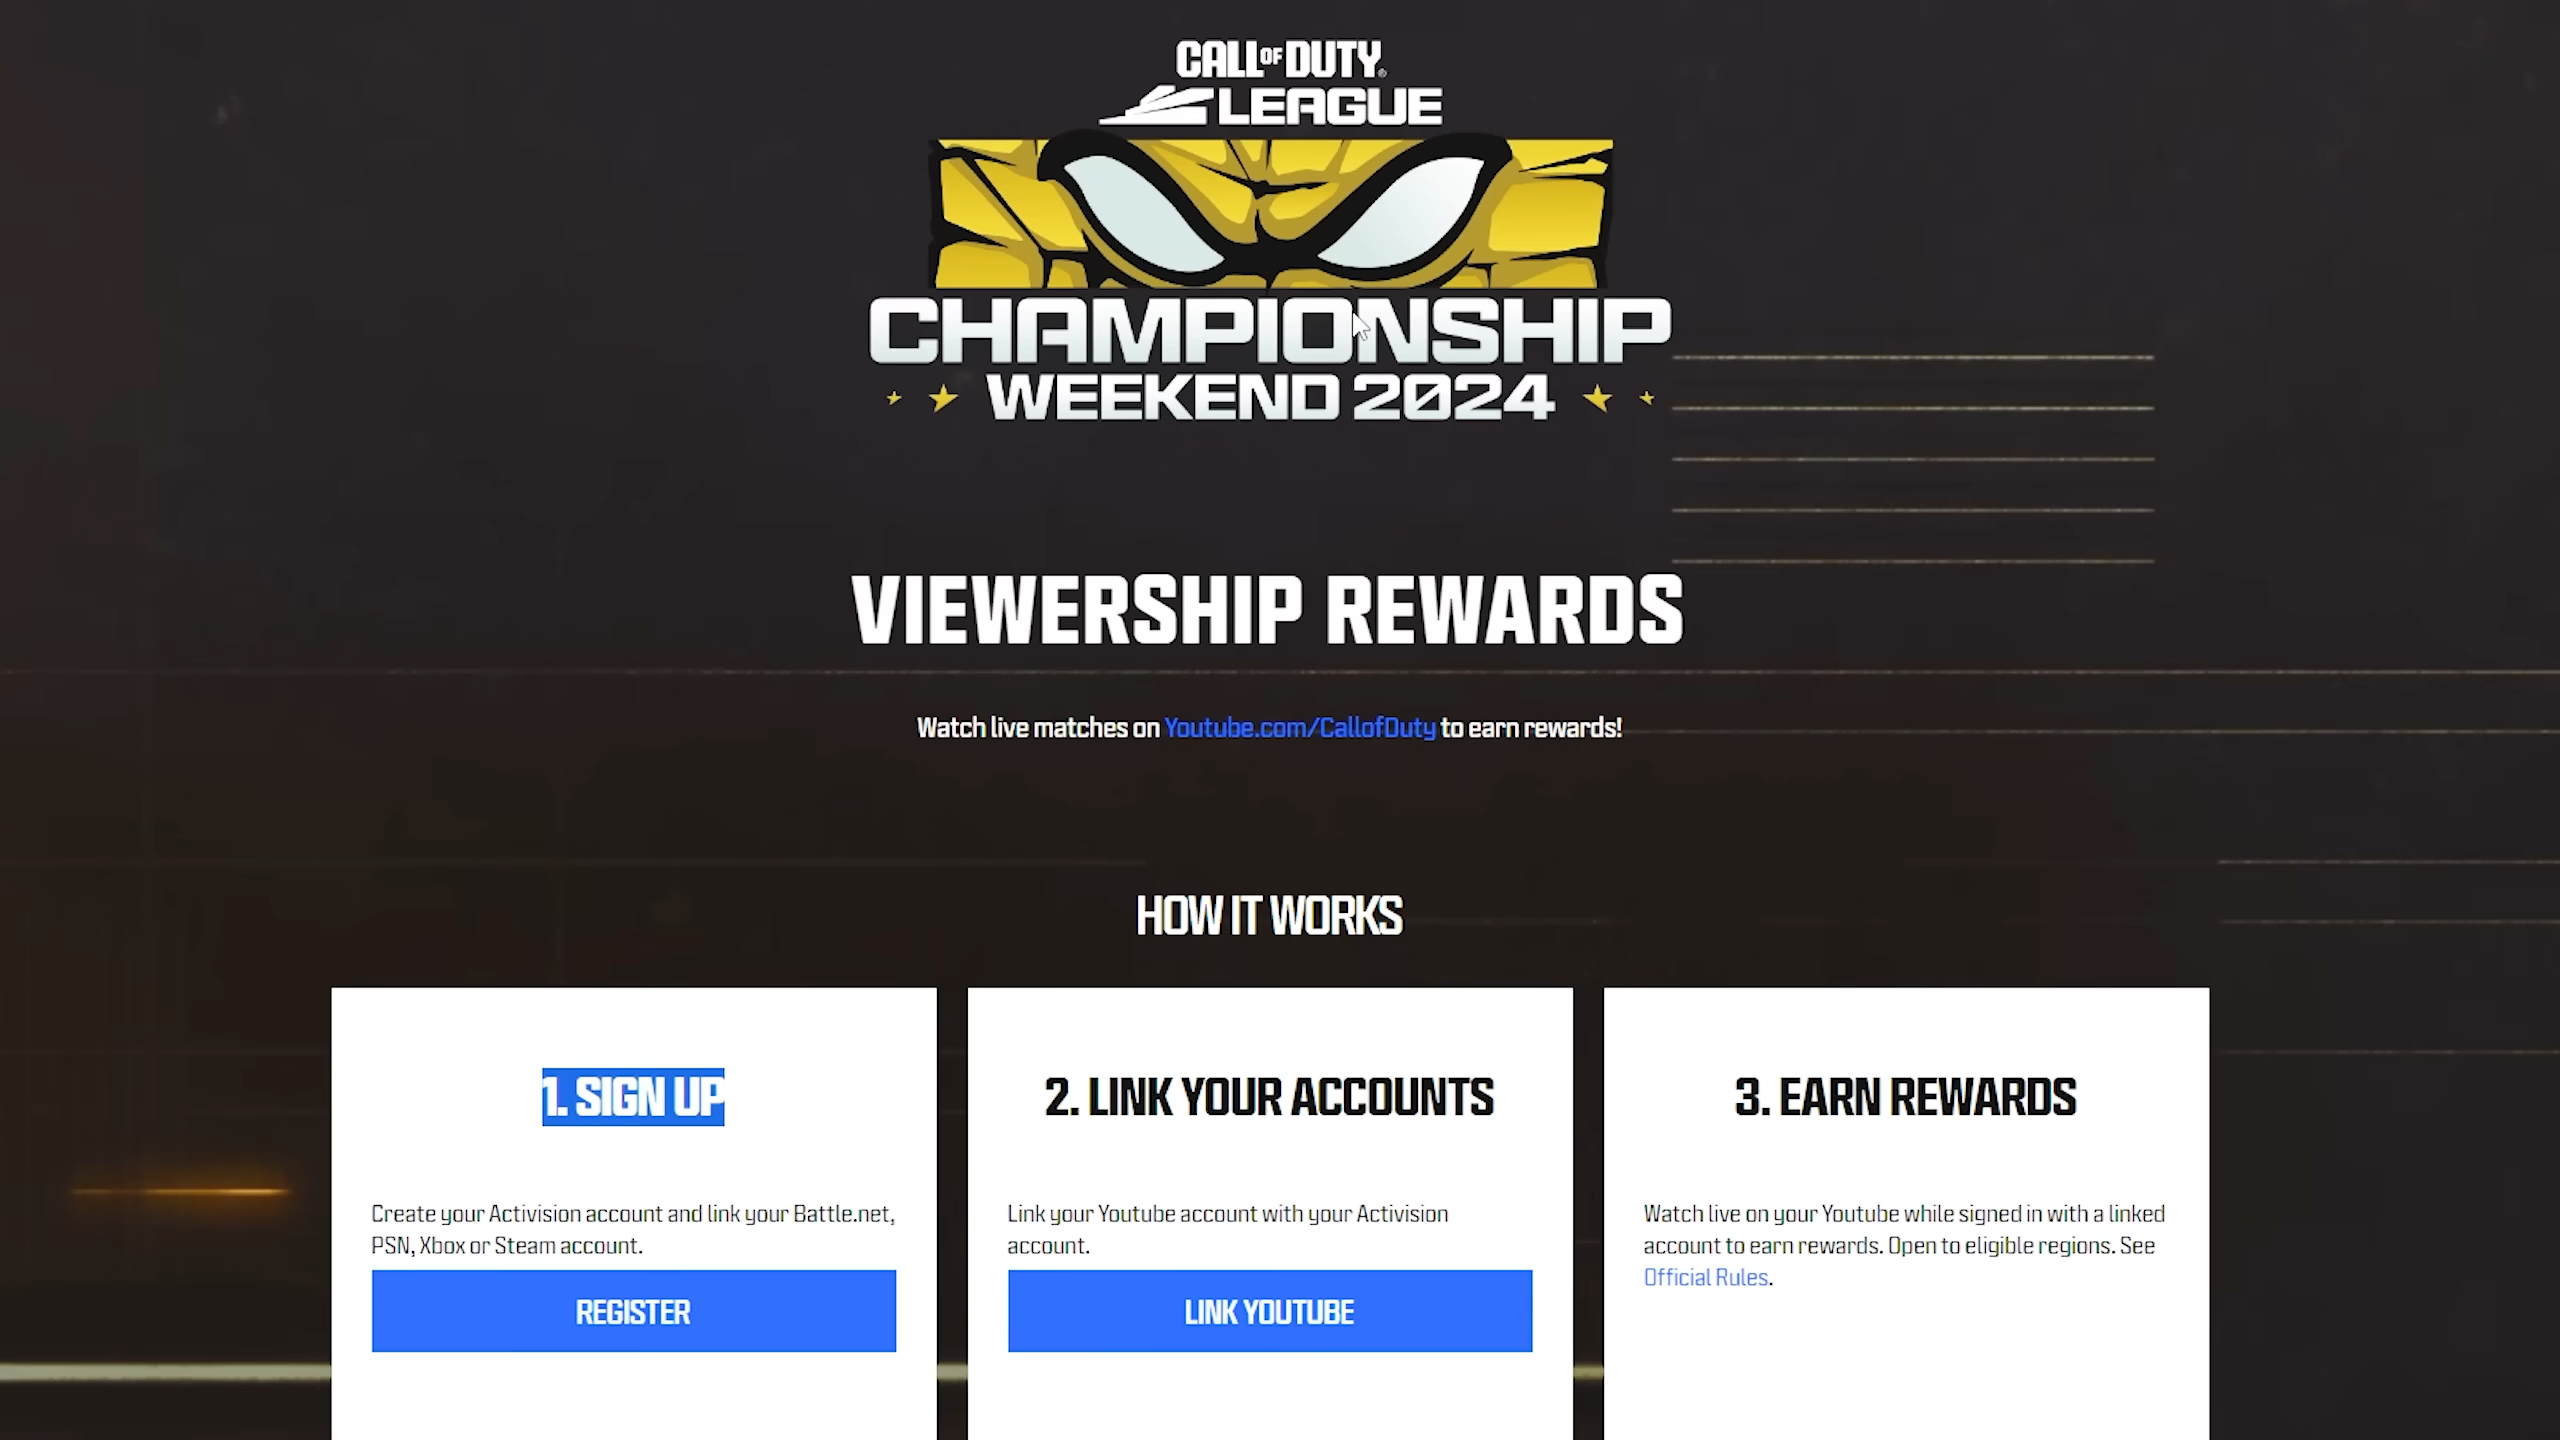 CALL OF DUTY®
LEAGUE
CHAMPIONSHIP
WEEKEND 2024
VIEWERSHIP REWARDS
Watch live matches on Youtube.com/CallofDuty to earn rewards!
HOW IT WORKS
1. SIGN UP
Create your Activision account and link your Battle.net,
PSN, Xbox or Steam account.
REGISTER
2. LINK YOUR ACCOUNTS
Link your Youtube account with your Activision
account.
LINK YOUTUBE
3. EARN REWARDS
Watch live on your Youtube while signed in with a linked
account to earn rewards. Open to eligible regions. See
Official Rules.